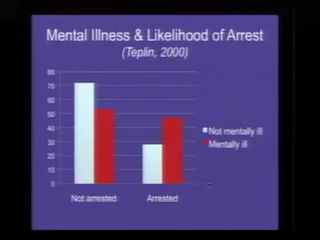 Mental Illness & Likelihood of Arrest
(Teplin, 2000)
80
70
60
50
40
30
20
10
0
Not arrested
Arrested
Not mentally ill
Mentally ill